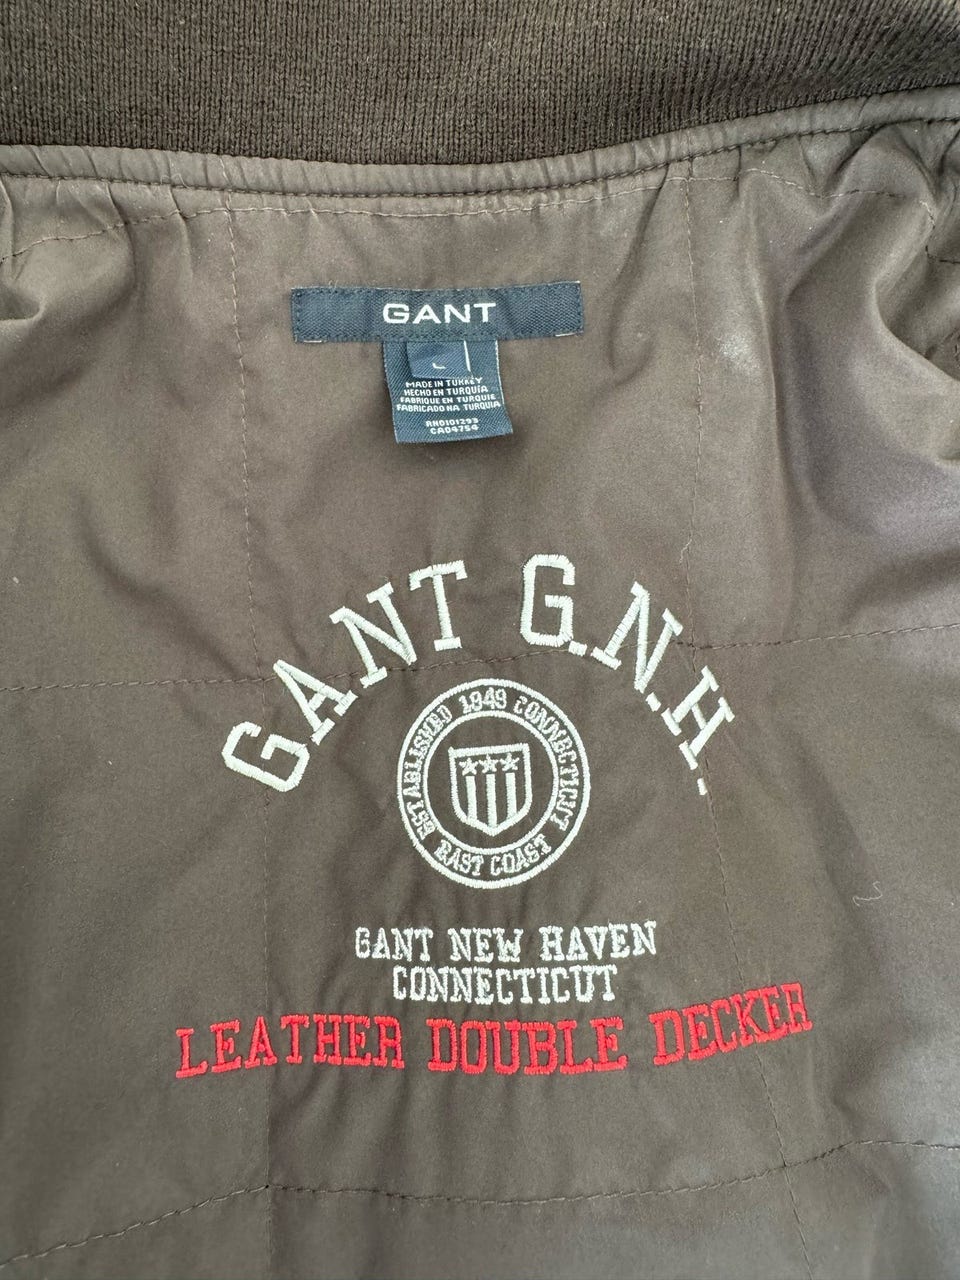 GANT
L
MADE IN TURKEY
HECHO EN TURQUÍA
FABRIQUE EN TURQUIE
FABRICADO NA TURQUIA
RN0101293
CA04754
GANT G.N.H.
ESTABLISHED 1949 CONNECTICUT
EAST COAST
GANT NEW HAVEN
CONNECTICUT
LEATHER DOUBLE DECKER